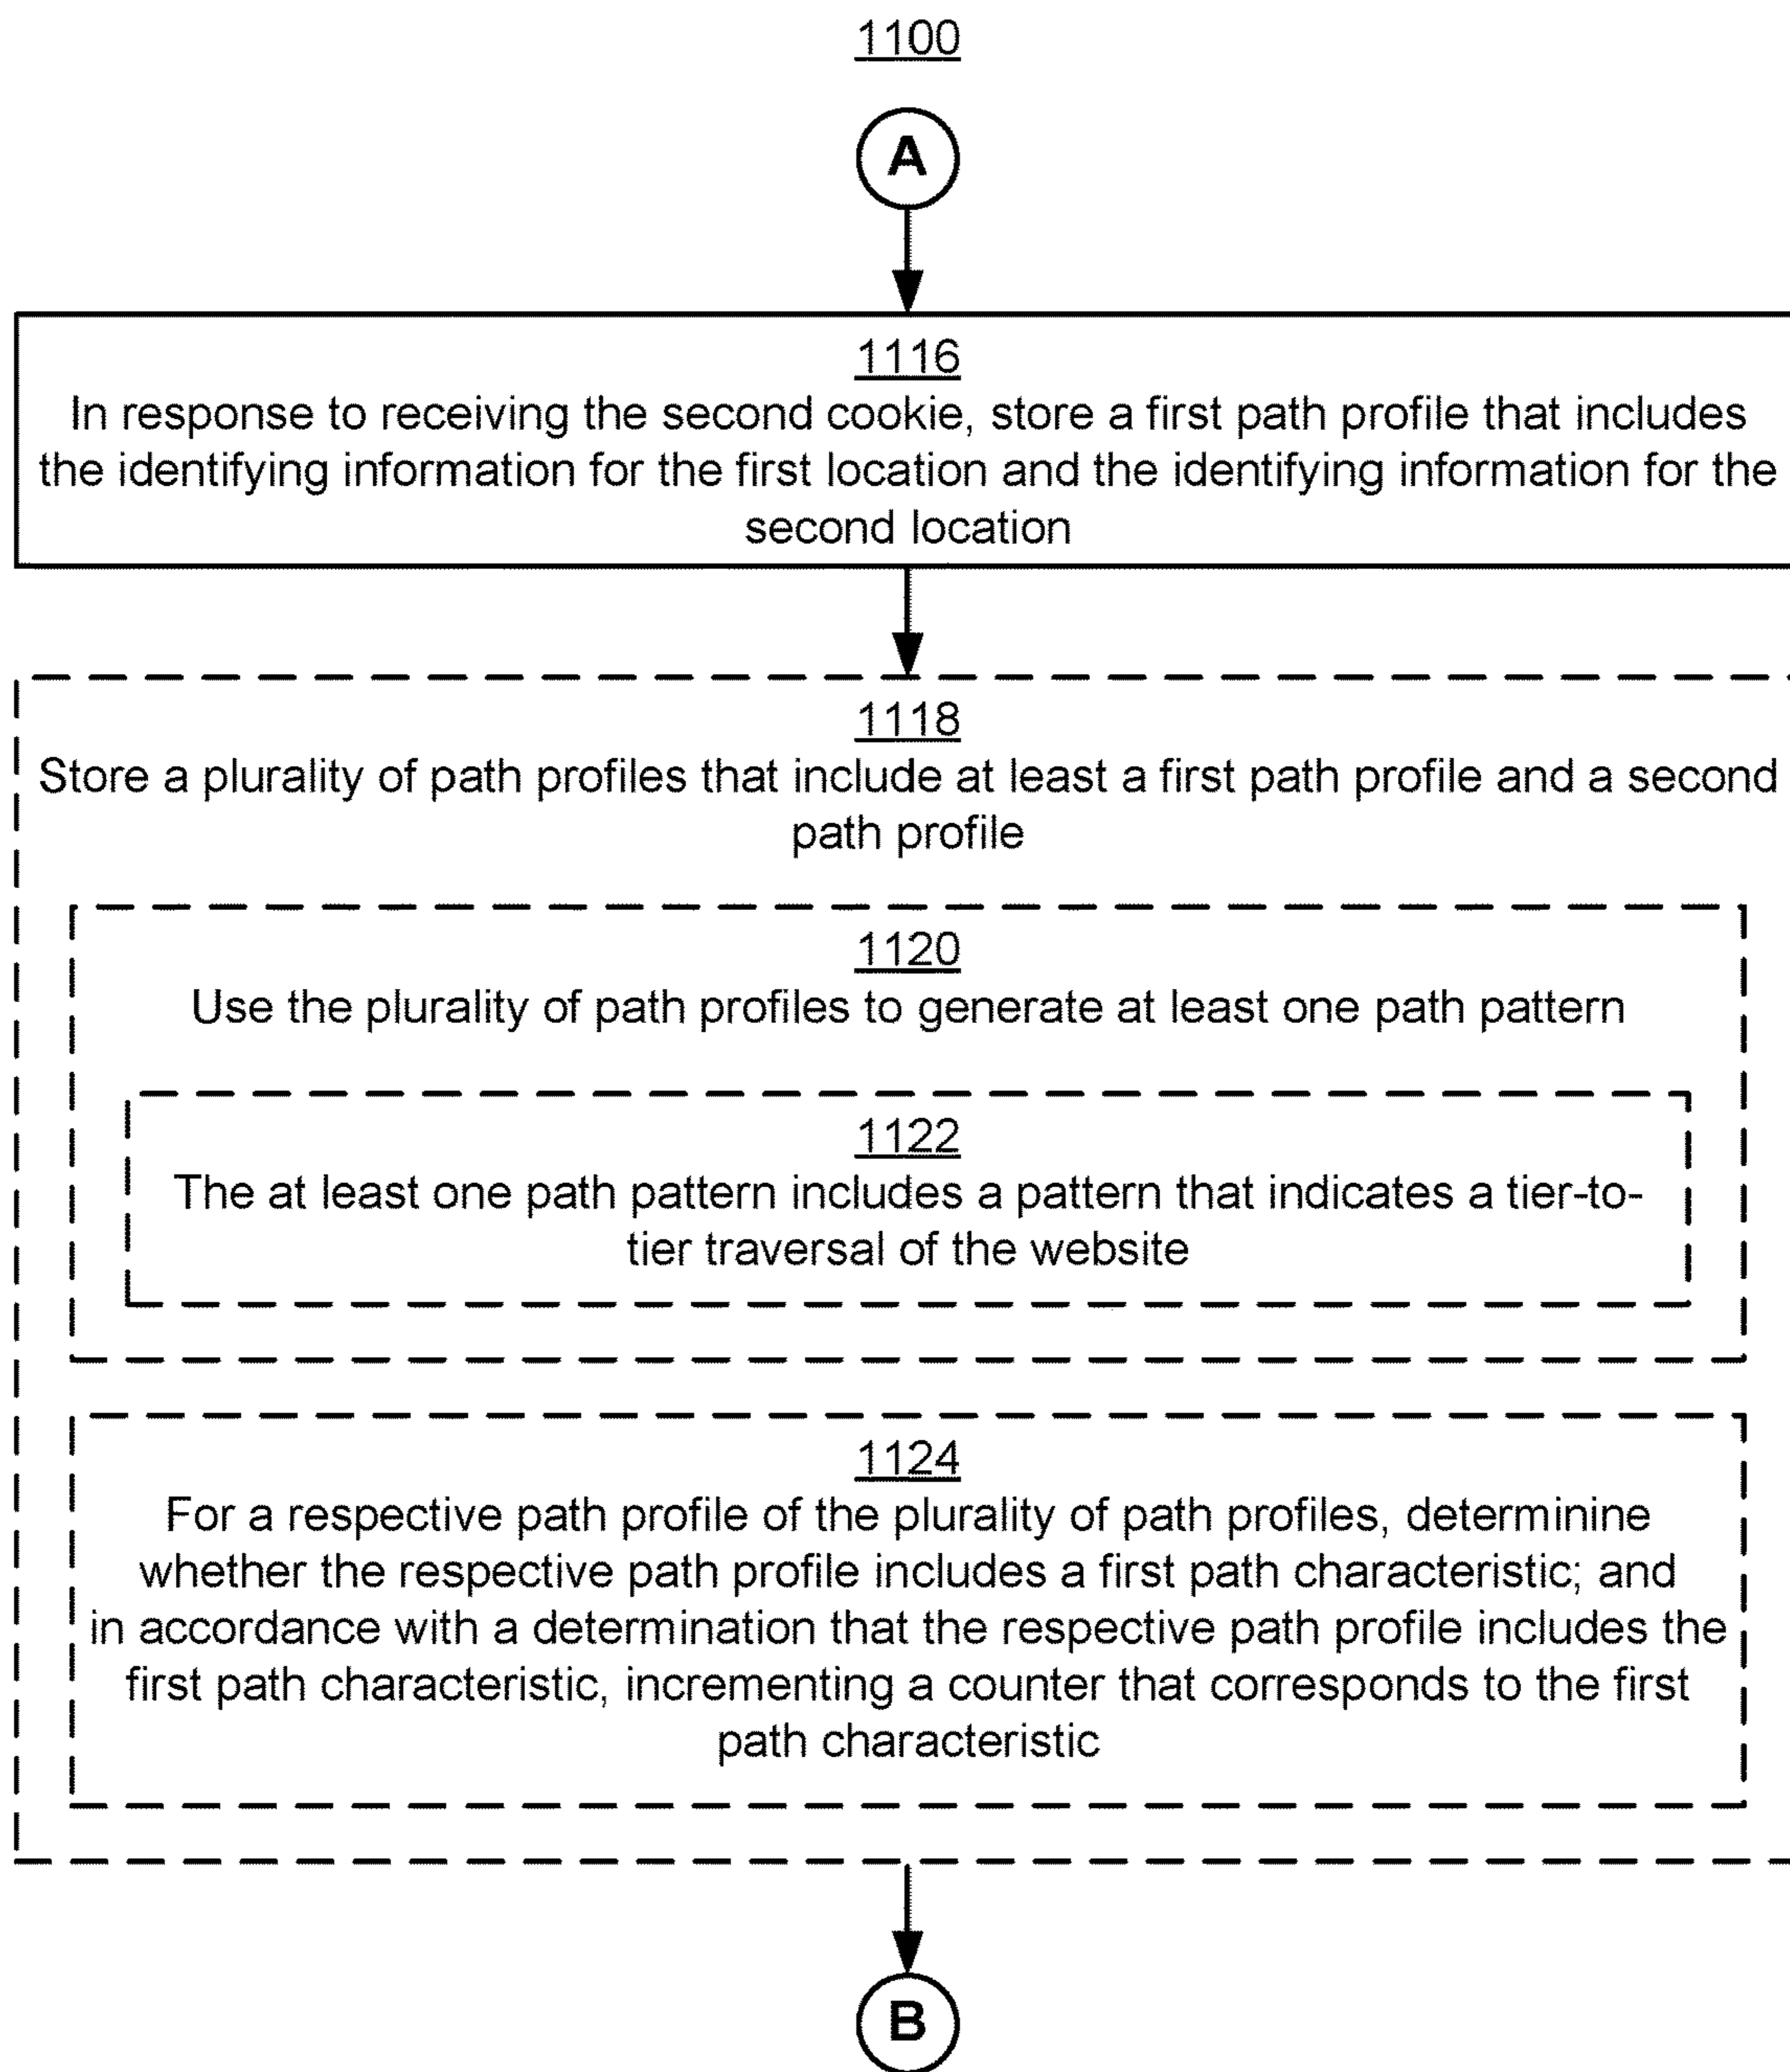 1100
A
1116
In response to receiving the second cookie, store a first path profile that includes
the identifying information for the first location and the identifying information for the
second location
1118
Store a plurality of path profiles that include at least a first path profile and a second
path profile
1120
Use the plurality of path profiles to generate at least one path pattern
1122
The at least one path pattern includes a pattern that indicates a tier-to-
tier traversal of the website
1124
For a respective path profile of the plurality of path profiles, determinine
whether the respective path profile includes a first path characteristic; and
in accordance with a determination that the respective path profile includes the
first path characteristic, incrementing a counter that corresponds to the first
path characteristic
B